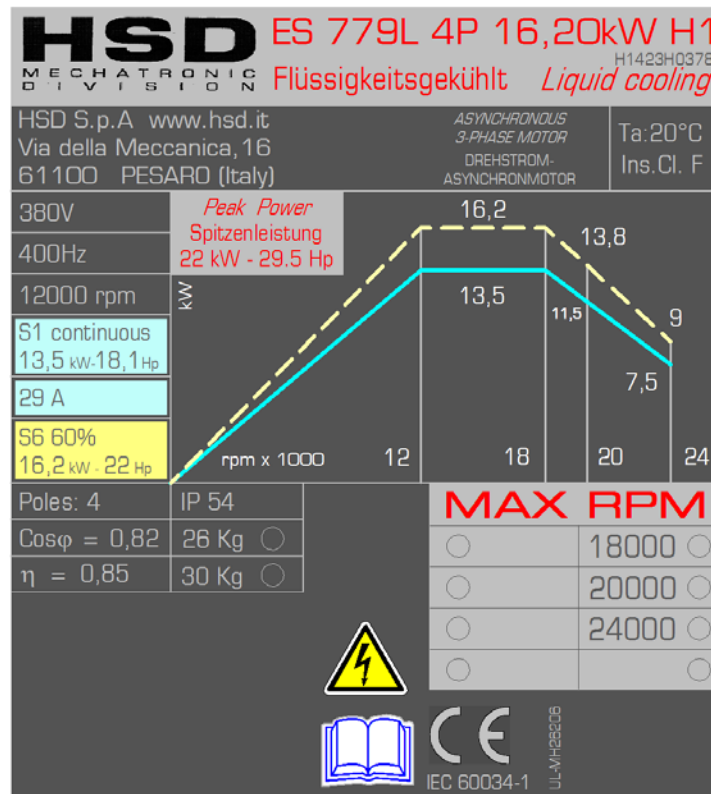 HSD
MECHATRONIC
DIVISION
ES 779L 4P 16,20kW H1
H1423H0378
Flüssigkeitsgekühlt Liquid cooling
HSD S.p.A www.hsd.it
Via della Meccanica,16
61100 PESARO (Italy)
ASYNCHRONOUS
3-PHASE MOTOR
DREHSTROM-
ASYNCHRONMOTOR
Ta:20°C
Ins.Cl. F
380V
400Hz
12000 rpm
S1 continuous
13,5 kW-18,1 Hp
29 A
S6 60%
16,2 kW - 22 Hp
Peak Power
Spitzenleistung
22 kW - 29.5 Hp
kW
16,2
13,8
13,5
11,5
9
7,5
rpm x 1000 12 18 20 24
Poles: 4 IP 54
Cosφ = 0,82 26 Kg
η = 0,85 30 Kg
MAX RPM
18000
20000
24000
CE
IEC 60034-1
UL-MH26206